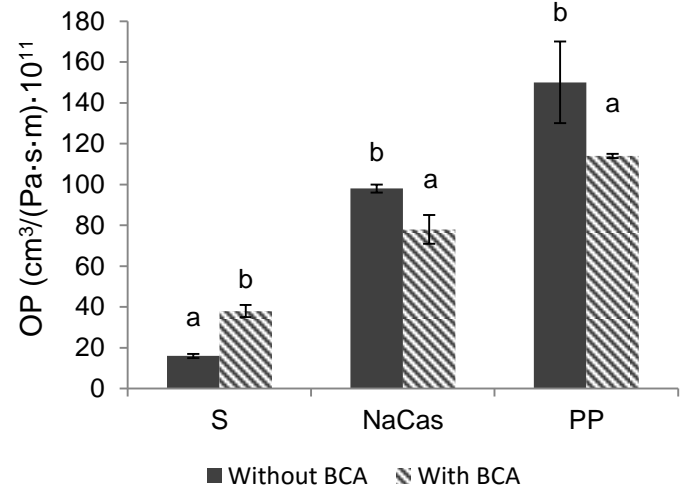 OP (cm³/(Pa·s·m)·10¹¹
180
160
140
120
100
80
60
40
20
0
a
b
b
a
b
a
S NaCas PP
Without BCA With BCA